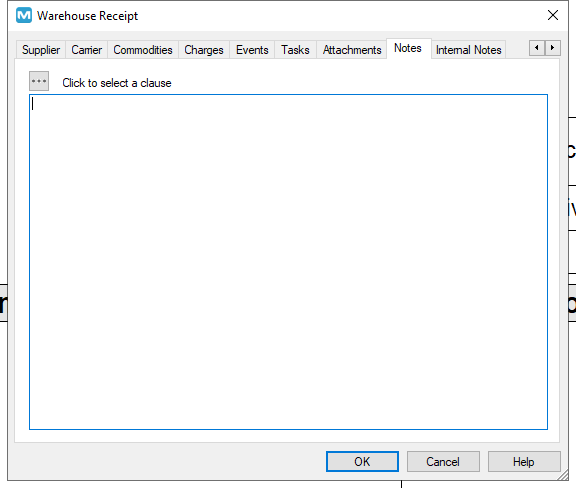 Warehouse Receipt
Supplier Carrier Commodities Charges Events Tasks Attachments Notes Internal Notes
... Click to select a clause
OK Cancel Help